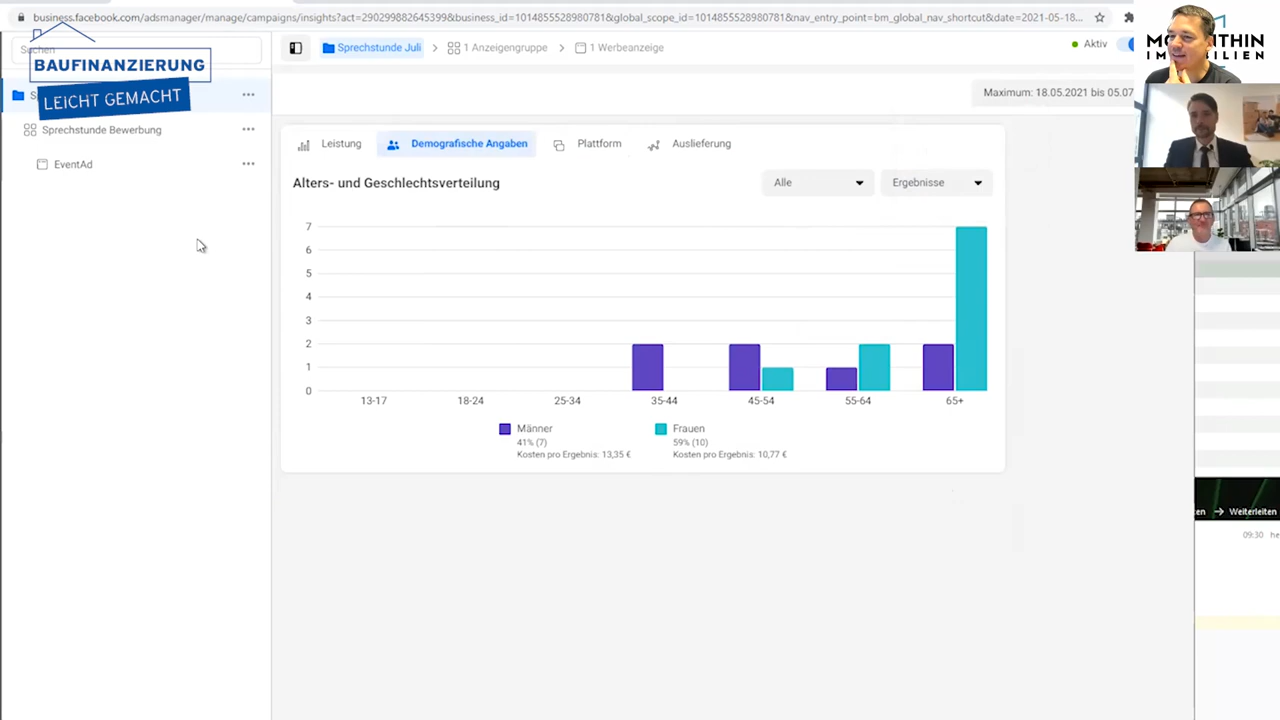 business.facebook.com/adsmanager/manage/campaigns/insights?act=290299882645399&business_id=1014855528980781&global_scope_id=1014855528980781&nav_entry_point=bm_global_nav_shortcut&date=2021-05-18...
Suchen
BAUFINANZIERUNG
LEICHT GEMACHT
Sprechstunde Bewerbung
EventAd
Sprechstunde Juli
1 Anzeigengruppe
1 Werbeanzeige
Aktiv
IMMOBILIEN
Maximum: 18.05.2021 bis 05.07
Leistung
Demografische Angaben
Plattform
Auslieferung
Alters- und Geschlechtsverteilung
Alle
Ergebnisse
7
6
5
4
3
2
1
0
13-17
18-24
25-34
35-44
45-54
55-64
65+
Männer
41% (7)
Kosten pro Ergebnis: 13,35 €
Frauen
59% (10)
Kosten pro Ergebnis: 10,77 €
Weiterleiten
09:30